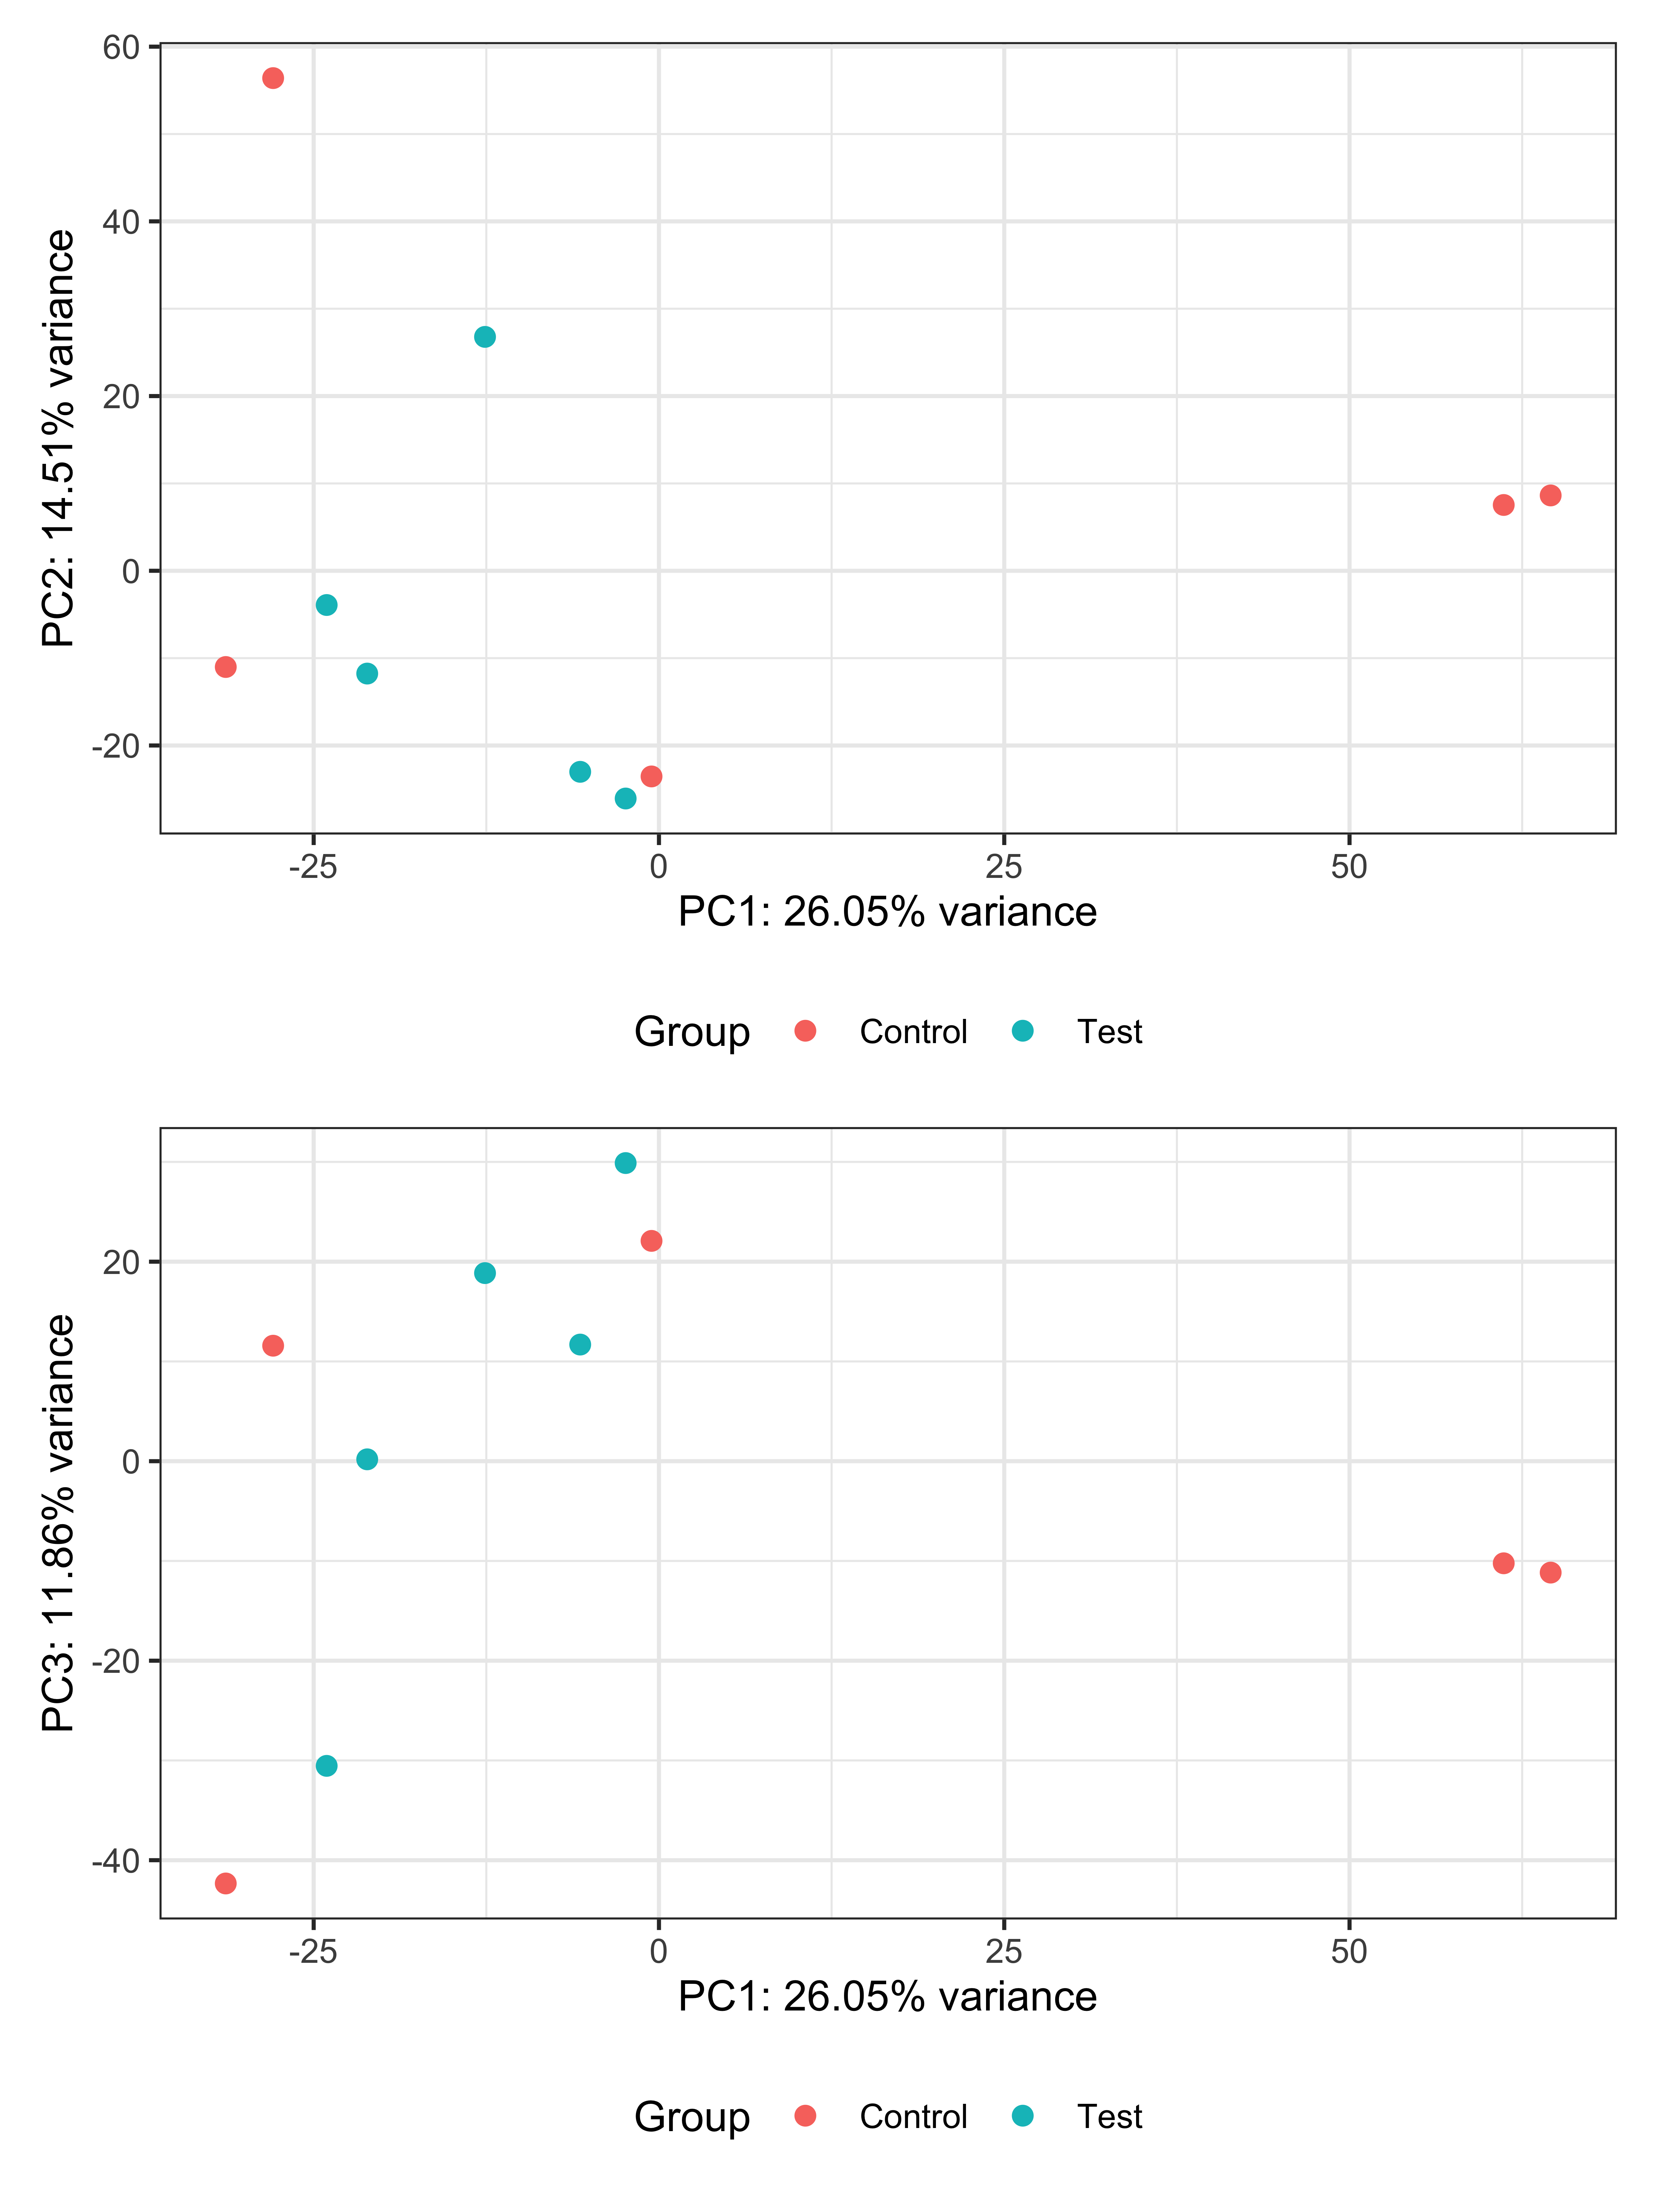 60
40
20
0
-20
PC2: 14.51% variance
-25 0 25 50
PC1: 26.05% variance
Group Control Test
20
0
-20
-40
PC3: 11.86% variance
-25 0 25 50
PC1: 26.05% variance
Group Control Test